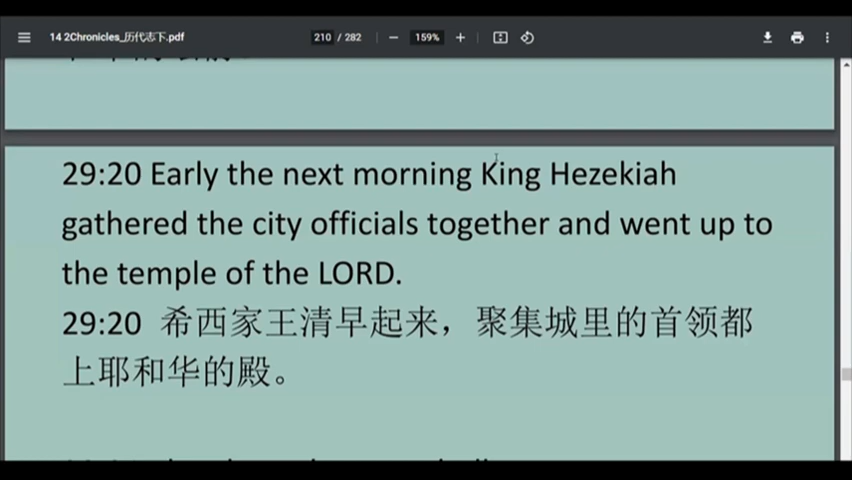 14 2Chronicles_历代志下.pdf
210 / 282
159%
29:20 Early the next morning King Hezekiah
gathered the city officials together and went up to
the temple of the LORD.
29:20 希西家王清早起来，聚集城里的首领都
上耶和华的殿。